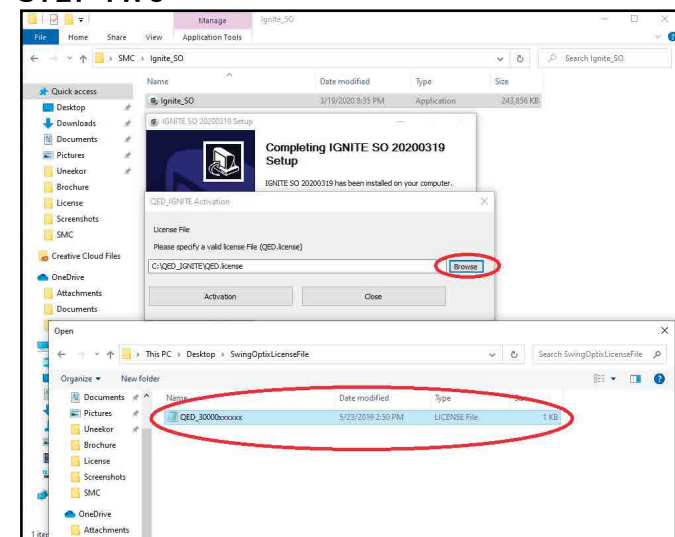 Manage Ignite_SO
File Home Share View Application Tools
SMC Ignite_SO Search Ignite_SO
Name Date modified Type Size
Quick access
Ignite_SO 3/19/2020 8:35 PM Application 243,856 KB
Desktop
Downloads
Documents
Pictures
Uneekor
Brochure
License
Screenshots
SMC
Creative Cloud Files
OneDrive
Attachments
Documents
IGNITE SO 20200319 Setup
Completing IGNITE SO 20200319
Setup
IGNITE SO 20200319 has been installed on your computer.
QED_IGNITE Activation
License File
Please specify a valid license File (QED.license)
C:\QED_IGNITE\QED.license Browse
Activation Close
Open
This PC Desktop SwingOptixLicenseFile Search SwingOptixLicenseFile
Organize New folder
Name Date modified Type
QED_30000xxxxxx 5/23/2019 2:50 PM LICENSE File 1 KB
Documents
Pictures
Uneekor
Brochure
License
Screenshots
SMC
OneDrive
Attachments